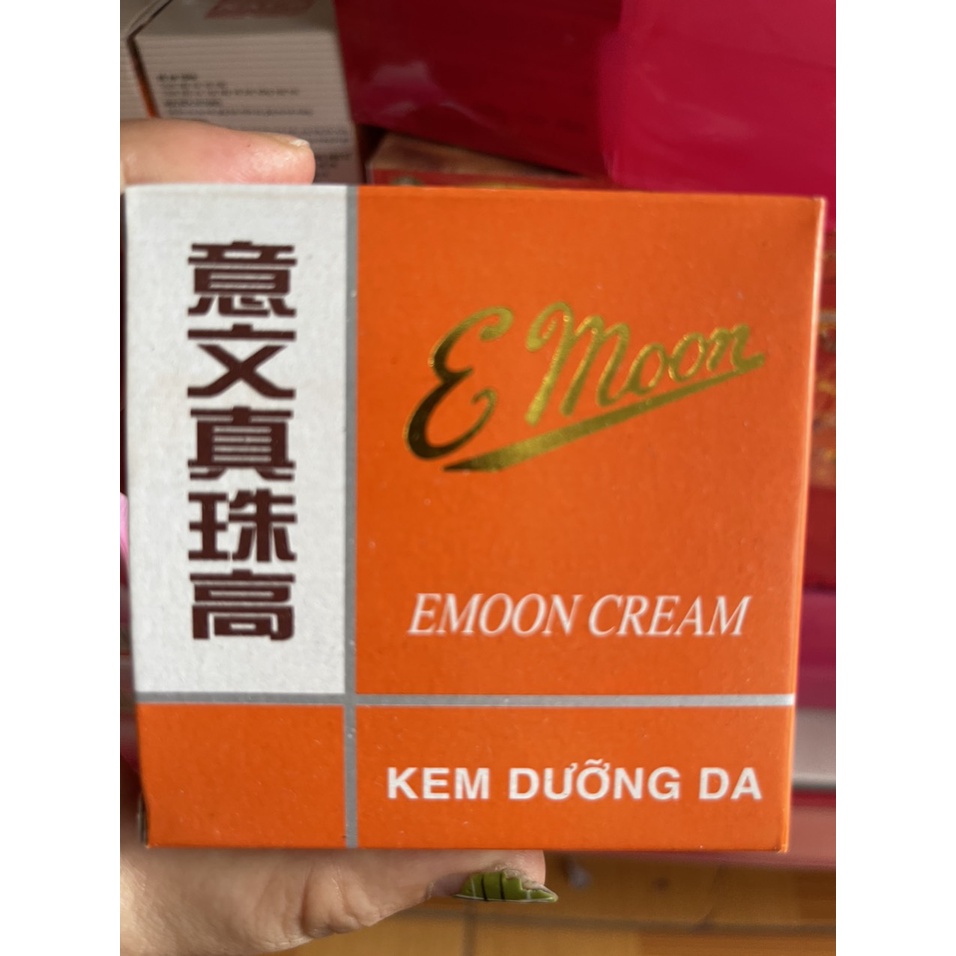 意文真珠高
E Moon
EMOON CREAM
KEM DƯỠNG DA